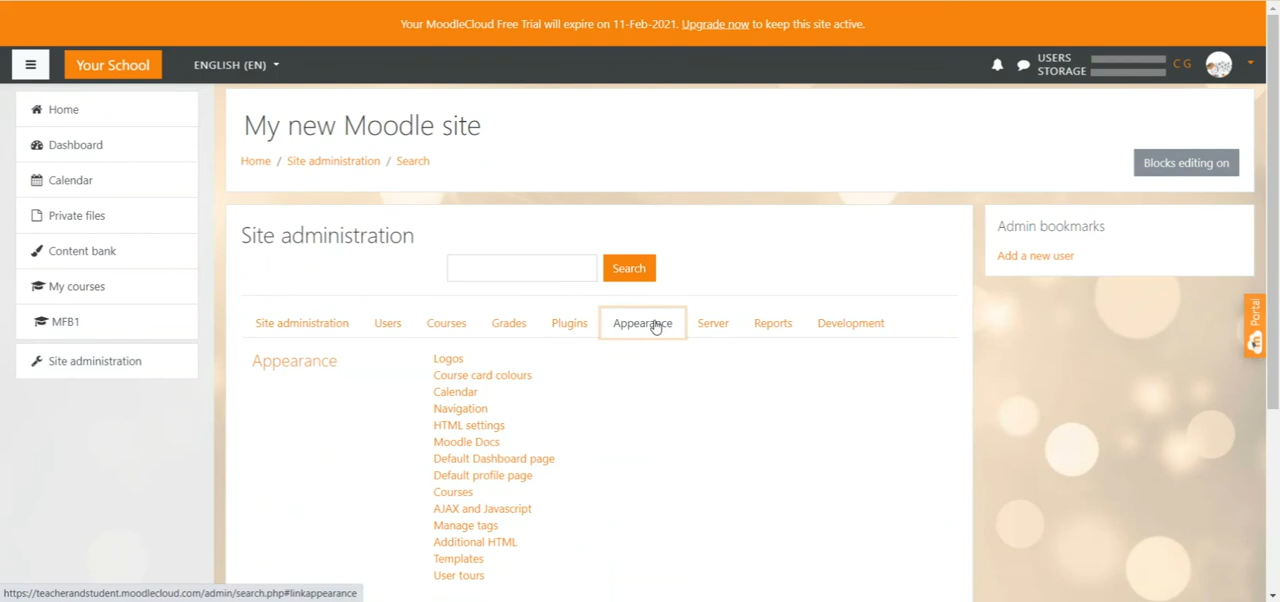 Your MoodleCloud Free Trial will expire on 11-Feb-2021. Upgrade now to keep this site active.
Your School
ENGLISH (EN)
USERS
STORAGE
C G
Home
Dashboard
Calendar
Private files
Content bank
My courses
MFB1
Site administration
My new Moodle site
Home / Site administration / Search
Blocks editing on
Site administration
Search
Site administration Users Courses Grades Plugins Appearance Server Reports Development
Appearance
Logos
Course card colours
Calendar
Navigation
HTML settings
Moodle Docs
Default Dashboard page
Default profile page
Courses
AJAX and Javascript
Manage tags
Additional HTML
Templates
User tours
Admin bookmarks
Add a new user
Portal
https://teacherandstudent.moodlecloud.com/admin/search.php#linkappearance